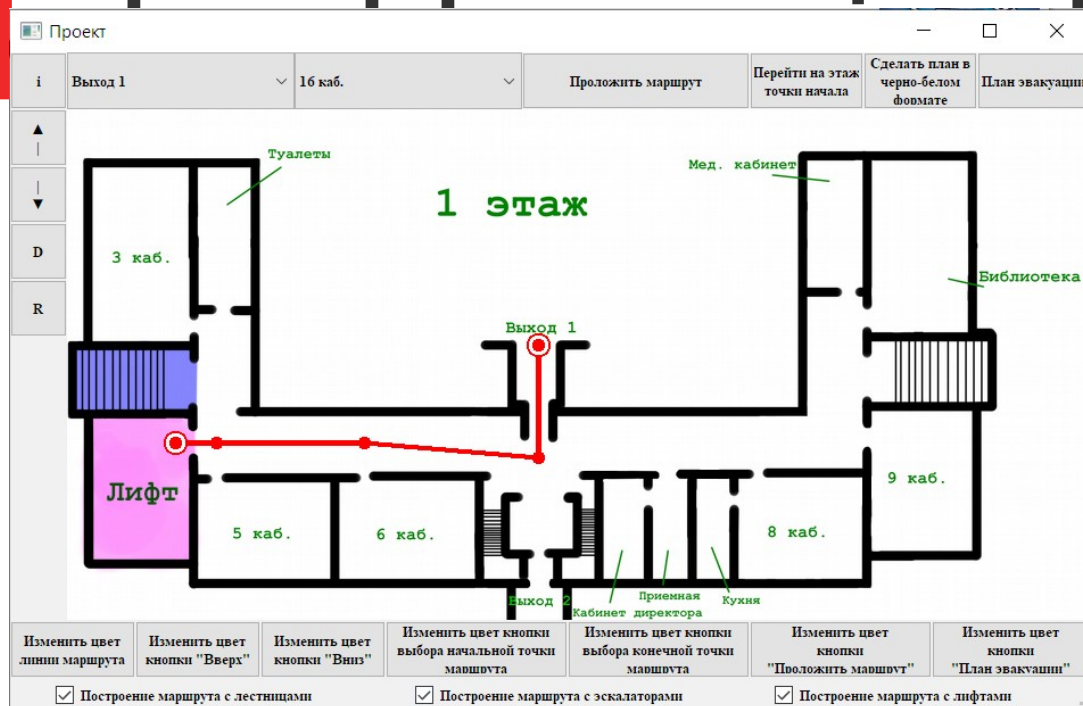 Проект
i
Выход 1
16 каб.
Проложить маршрут
Перейти на этаж
точки начала
Сделать план в
черно-белом
формате
План эвакуации
D
R
Туалеты
Мед. кабинет
1 этаж
3 каб.
Библиотека
Выход 1
Лифт
9 каб.
5 каб.
6 каб.
8 каб.
Выход 2
Приемная
Кухня
Кабинет директора
Изменить цвет
линии маршрута
Изменить цвет
кнопки "Вверх"
Изменить цвет
кнопки "Вниз"
Изменить цвет кнопки
выбора начальной точки
маршрута
Изменить цвет кнопки
выбора конечной точки
маршрута
Изменить цвет
кнопки
"Проложить маршрут"
Изменить цвет
кнопки
"План эвакуации"
Построение маршрута с лестницами
Построение маршрута с эскалаторами
Построение маршрута с лифтами